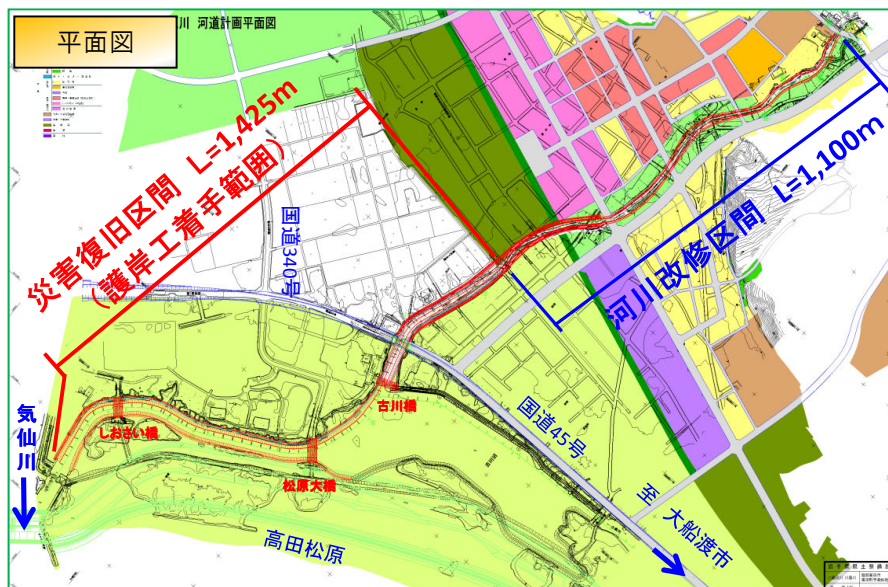 平面図
川 河道計画平面図
災害復旧区間 L=1,425m
(護岸工着手範囲)
国道340号
河川改修区間 L=1,100m
気仙川
しおさい橋
古川橋
松原大橋
国道45号
至 大船渡市
高田松原